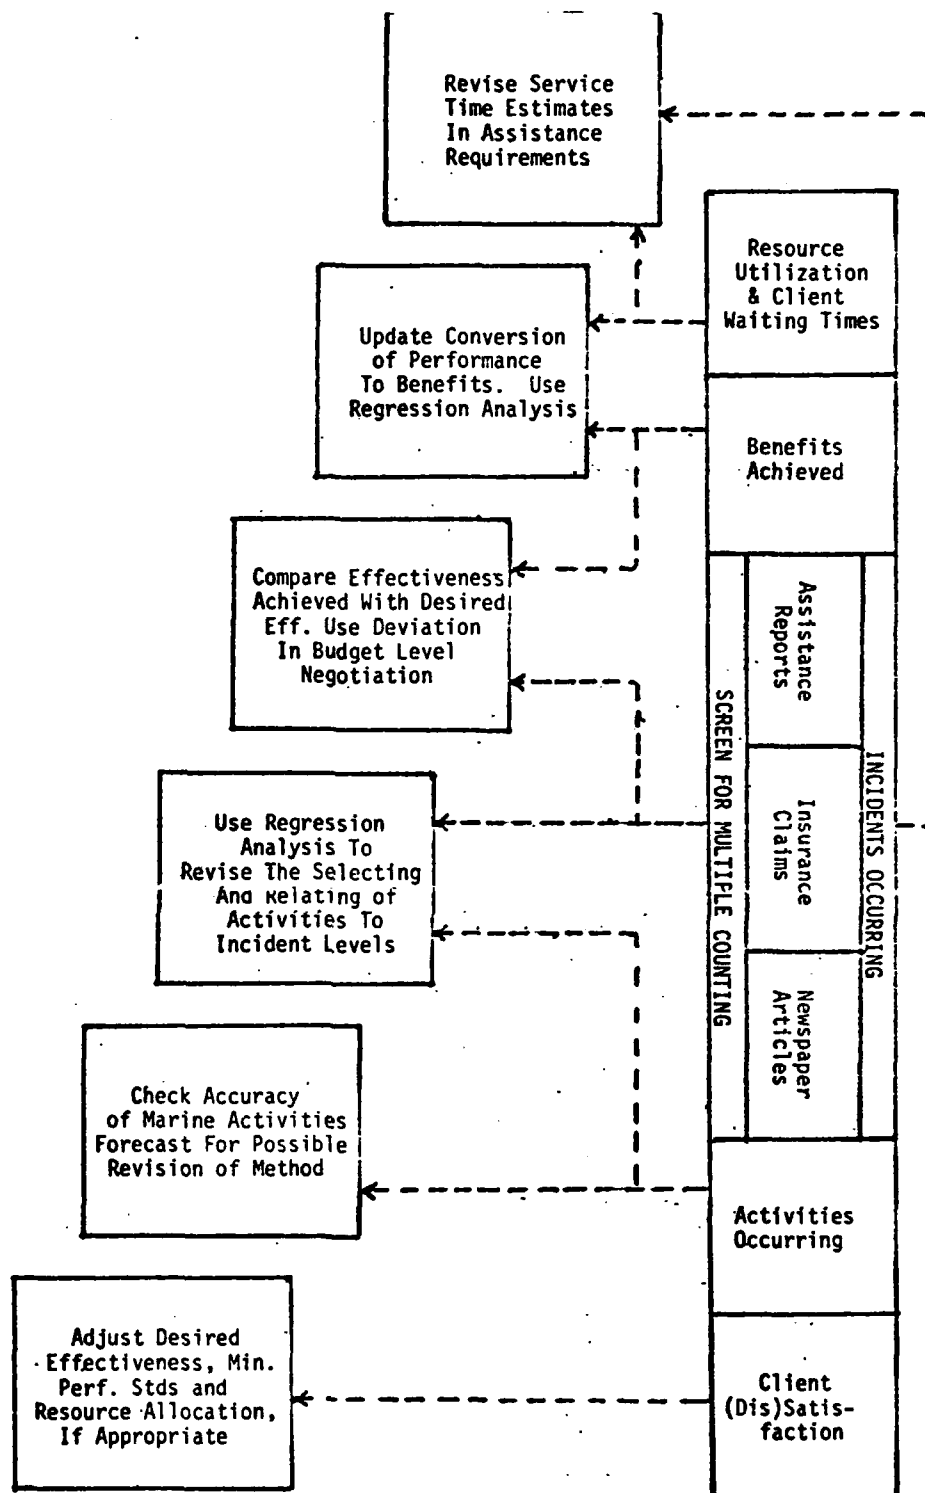 Revise Service
Time Estimates
In Assistance
Requirements
Resource
Utilization
& Client
Waiting Times
Update Conversion
of Performance
To Benefits. Use
Regression Analysis
Benefits
Achieved
Compare Effectiveness
Achieved With Desired
Eff. Use Deviation
In Budget Level
Negotiation
Assistance
Reports
SCREEN FOR MULTIPLE COUNTING
INCIDENTS OCCURRING
Insurance
Claims
Use Regression
Analysis To
Revise The Selecting
And Relating of
Activities To
Incident Levels
Newspaper
Articles
Check Accuracy
of Marine Activities
Forecast For Possible
Revision of Method
Activities
Occurring
Adjust Desired
Effectiveness, Min.
Perf. Stds and
Resource Allocation,
If Appropriate
Client
(Dis)Satis-
faction